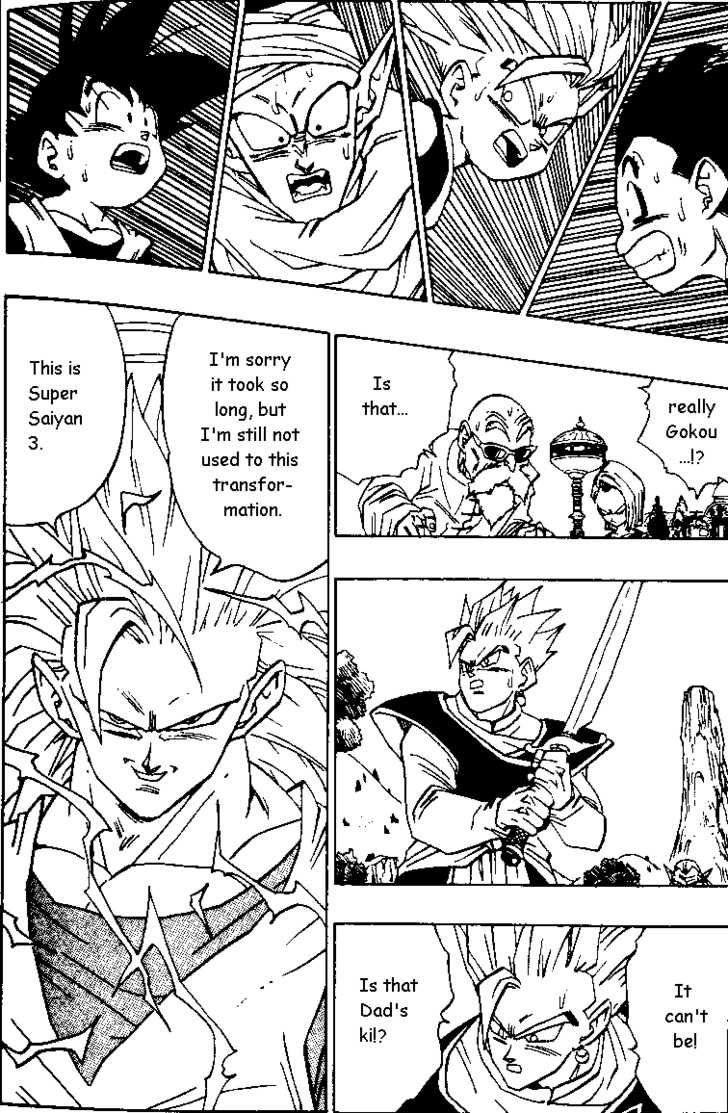 Is
that...
really
Gokou
...!?
It
can't
be!
Is that
Dad's
ki!?
I'm sorry
it took so
long, but
I'm still not
used to this
transfor-
mation.
This is
Super
Saiyan
3.